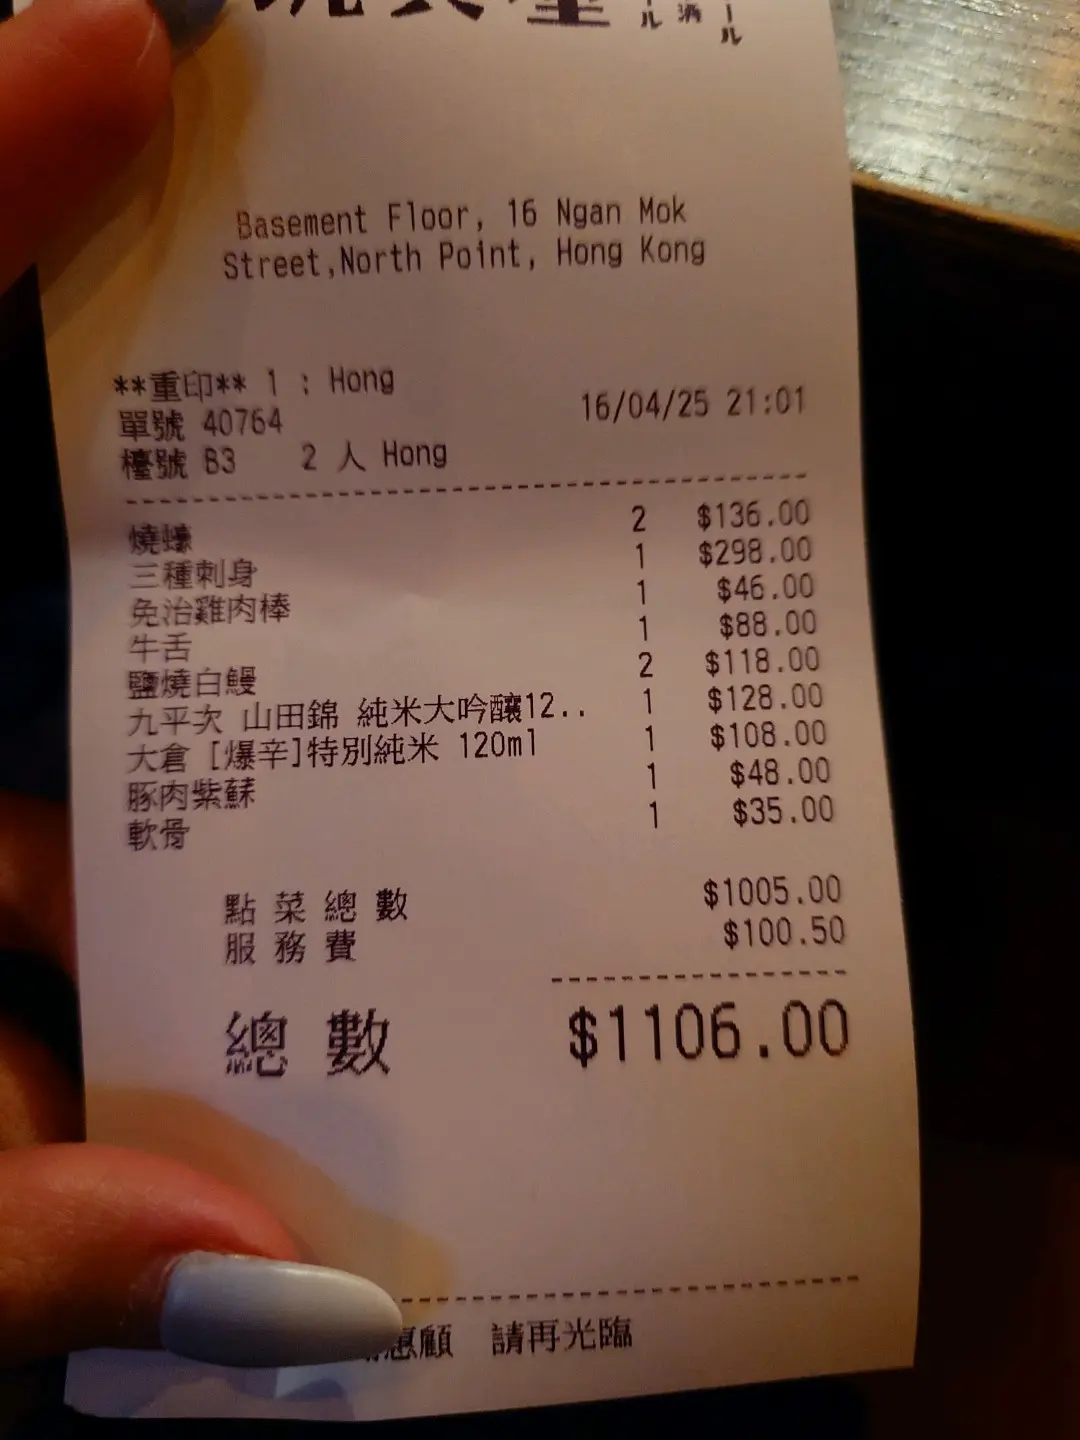 Basement Floor, 16 Ngan Mok
Street,North Point, Hong Kong
**重印** 1 : Hong
單號 40764 16/04/25 21:01
檯號 B3 2 人 Hong
燒蠔 2 $136.00
三種刺身 1 $298.00
免治雞肉棒 1 $46.00
牛舌 1 $88.00
鹽燒白鰻 2 $118.00
九平次 山田錦 純米大吟釀12.. 1 $128.00
大倉 [爆辛]特別純米 120ml 1 $108.00
豚肉紫蘇 1 $48.00
軟骨 1 $35.00
點菜總數 $1005.00
服務費 $100.50
總數 $1106.00
惠顧 請再光臨